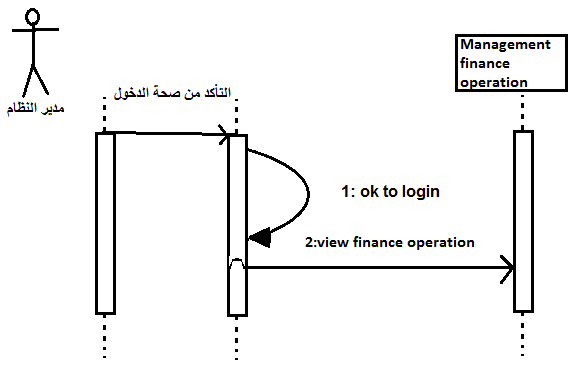 Management
finance
operation
التأكد من صحة الدخول
مدير النظام
1: ok to login
2:view finance operation